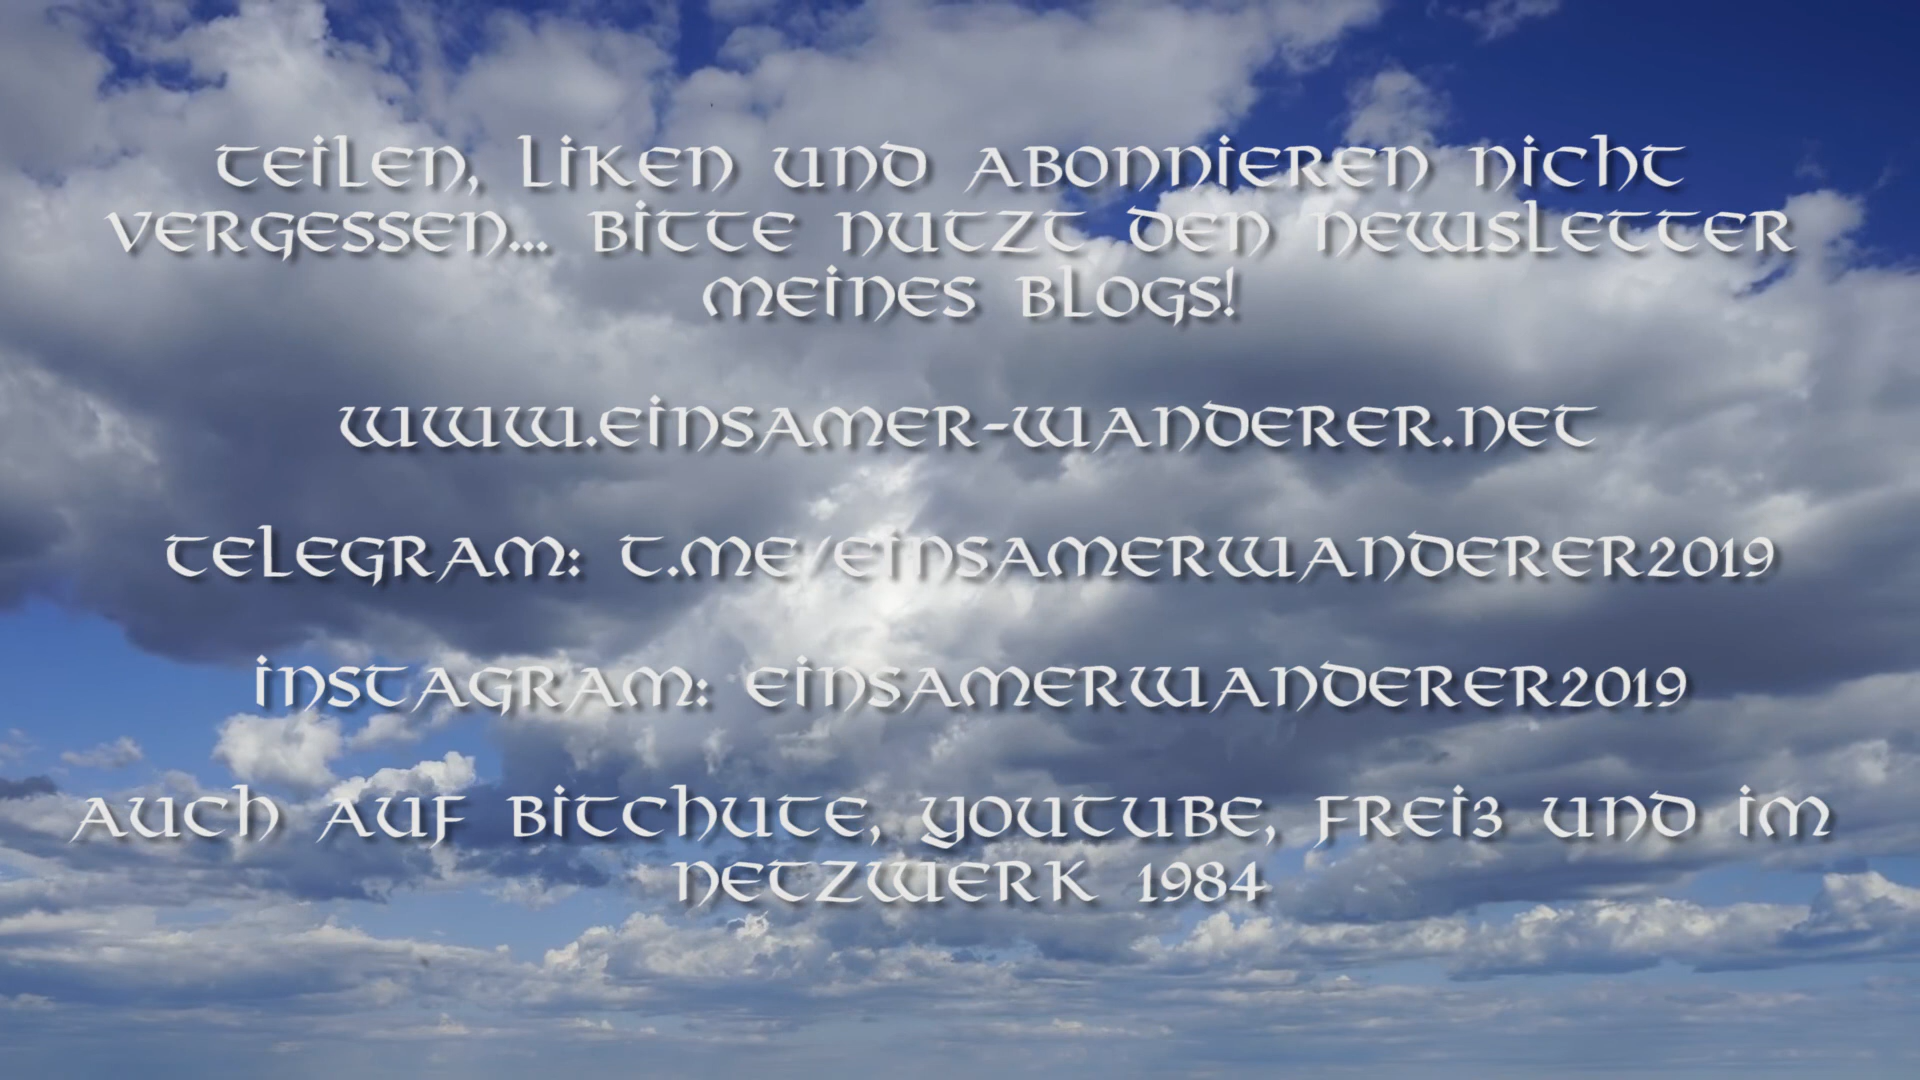 Teilen, liken und abonnieren nicht
vergessen... Bitte nutzt den Newsletter
meines Blogs!
www.einsamer-wanderer.net
Telegram: t.me/einsamerwanderer2019
Instagram: einsamerwanderer2019
Auch auf Bitchute, Youtube, Frei3 und im
Netzwerk 1984